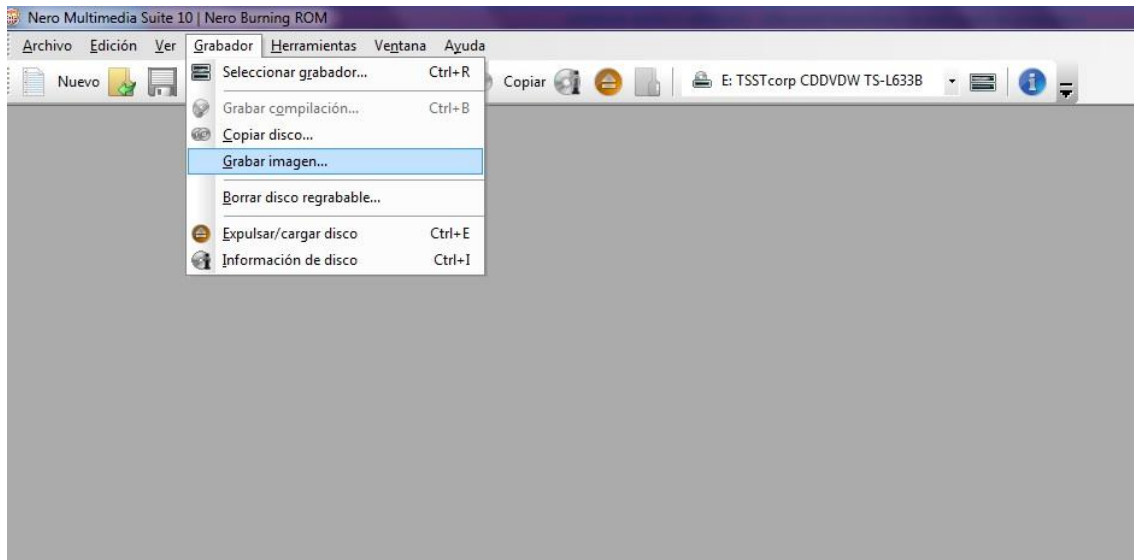 Nero Multimedia Suite 10 | Nero Burning ROM
Archivo Edición Ver Grabador Herramientas Ventana Ayuda
Nuevo Copiar E: TSSTcorp CDDVDW TS-L633B
Seleccionar grabador... Ctrl+R
Grabar compilación... Ctrl+B
Copiar disco...
Grabar imagen...
Borrar disco regrabable...
Expulsar/cargar disco Ctrl+E
Información de disco Ctrl+I